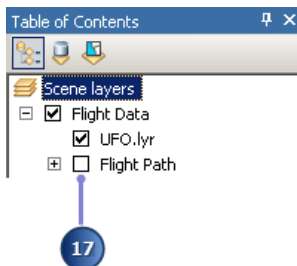 Table of Contents
Scene layers
Flight Data
UFO.lyr
Flight Path
17